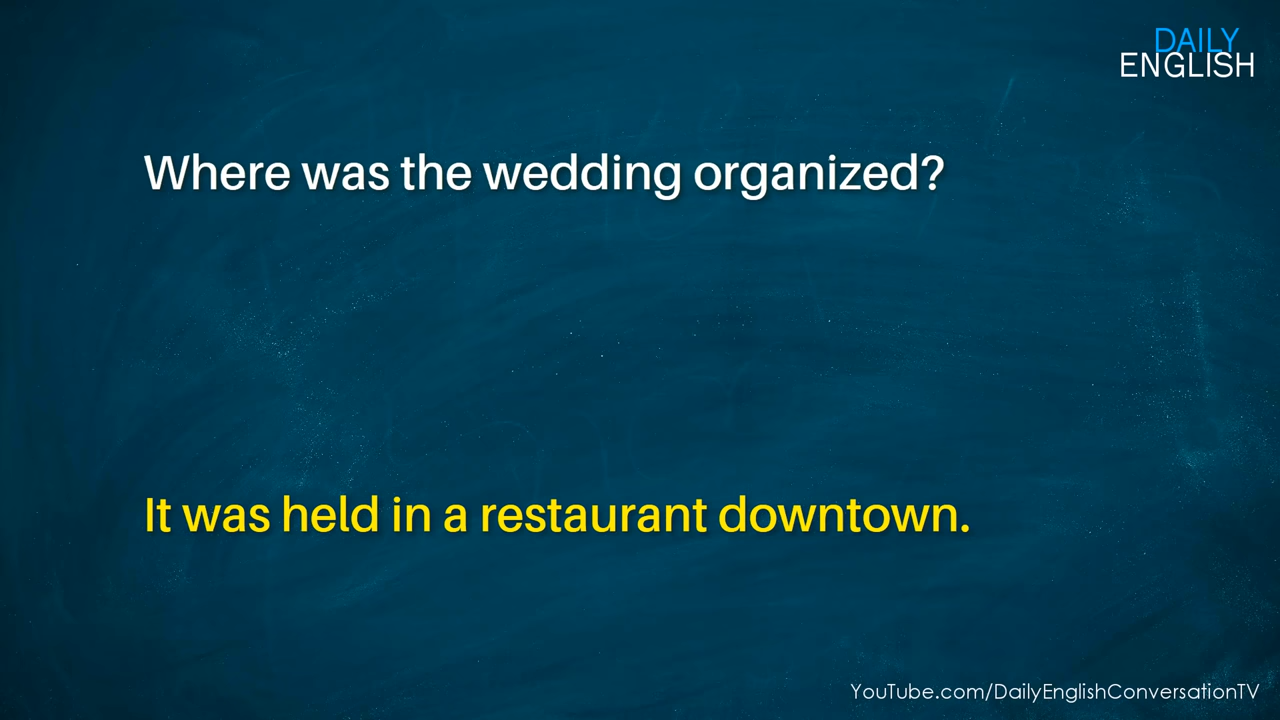 DAILY
ENGLISH
Where was the wedding organized?
It was held in a restaurant downtown.
YouTube.com/DailyEnglishConversationTV